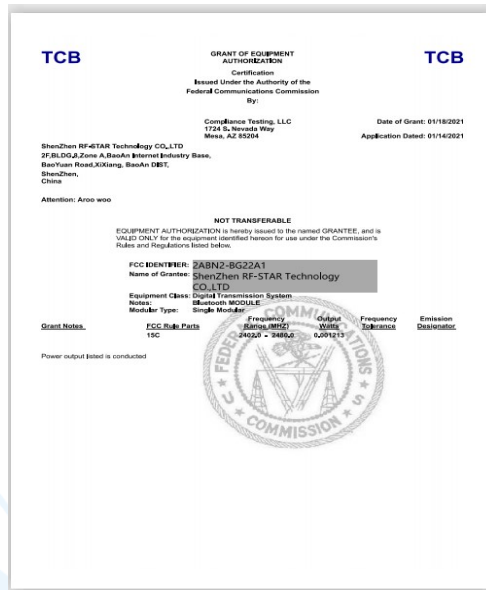 TCB
GRANT OF EQUIPMENT
AUTHORIZATION
TCB
Certification
Issued Under the Authority of the
Federal Communications Commission
By:
Compliance Testing, LLC
1724 S. Nevada Way
Mesa, AZ 85204
Date of Grant: 01/18/2021
Application Dated: 01/14/2021
ShenZhen RF-STAR Technology CO.,LTD
2F,BLDG.8,Zone A,BaoAn Internet Industry Base,
BaoYuan Road,XiXiang, BaoAn DIST,
ShenZhen,
China
Attention: Aroo woo
NOT TRANSFERABLE
EQUIPMENT AUTHORIZATION is hereby issued to the named GRANTEE, and is
VALID ONLY for the equipment identified hereon for use under the Commission's
Rules and Regulations listed below.
FCC IDENTIFIER: 2ABN2-BG22A1
Name of Grantee: ShenZhen RF-STAR Technology
CO.,LTD
Equipment Class: Digital Transmission System
Notes: Bluetooth MODULE
Modular Type: Single Modular
Grant Notes FCC Rule Parts Frequency Range (MHZ) Output Watts Frequency Tolerance Emission Designator
15C 2402.0 - 2480.0 0.001213
Power output listed is conducted
FEDERAL COMMUNICATIONS COMMISSION
U S